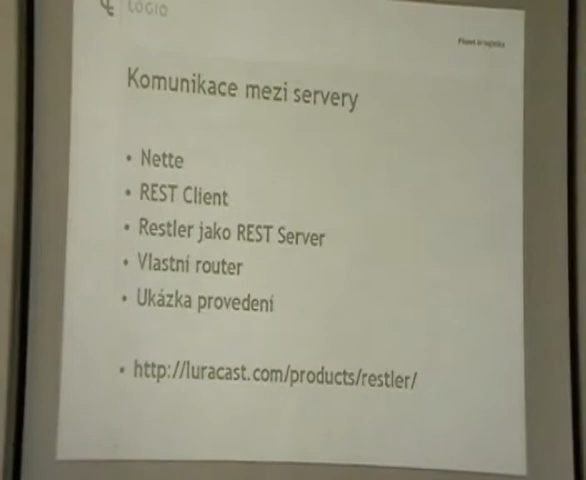 LOGIO
Komunikace mezi servery
• Nette
• REST Client
• Restler jako REST Server
• Vlastní router
• Ukázka provedení
• http://luracast.com/products/restler/